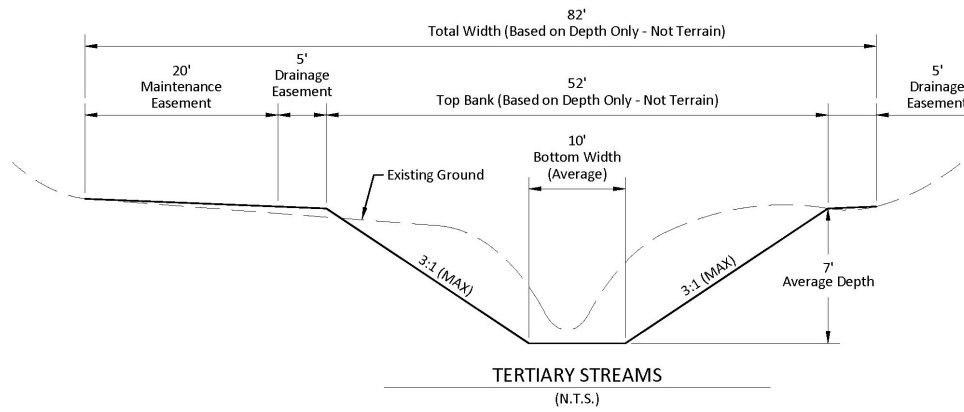 82'
Total Width (Based on Depth Only - Not Terrain)
20'
Maintenance
Easement
5'
Drainage
Easement
52'
Top Bank (Based on Depth Only - Not Terrain)
5'
Drainage
Easement
10'
Bottom Width
(Average)
Existing Ground
3:1 (MAX)
3:1 (MAX)
7'
Average Depth
TERTIARY STREAMS
(N.T.S.)